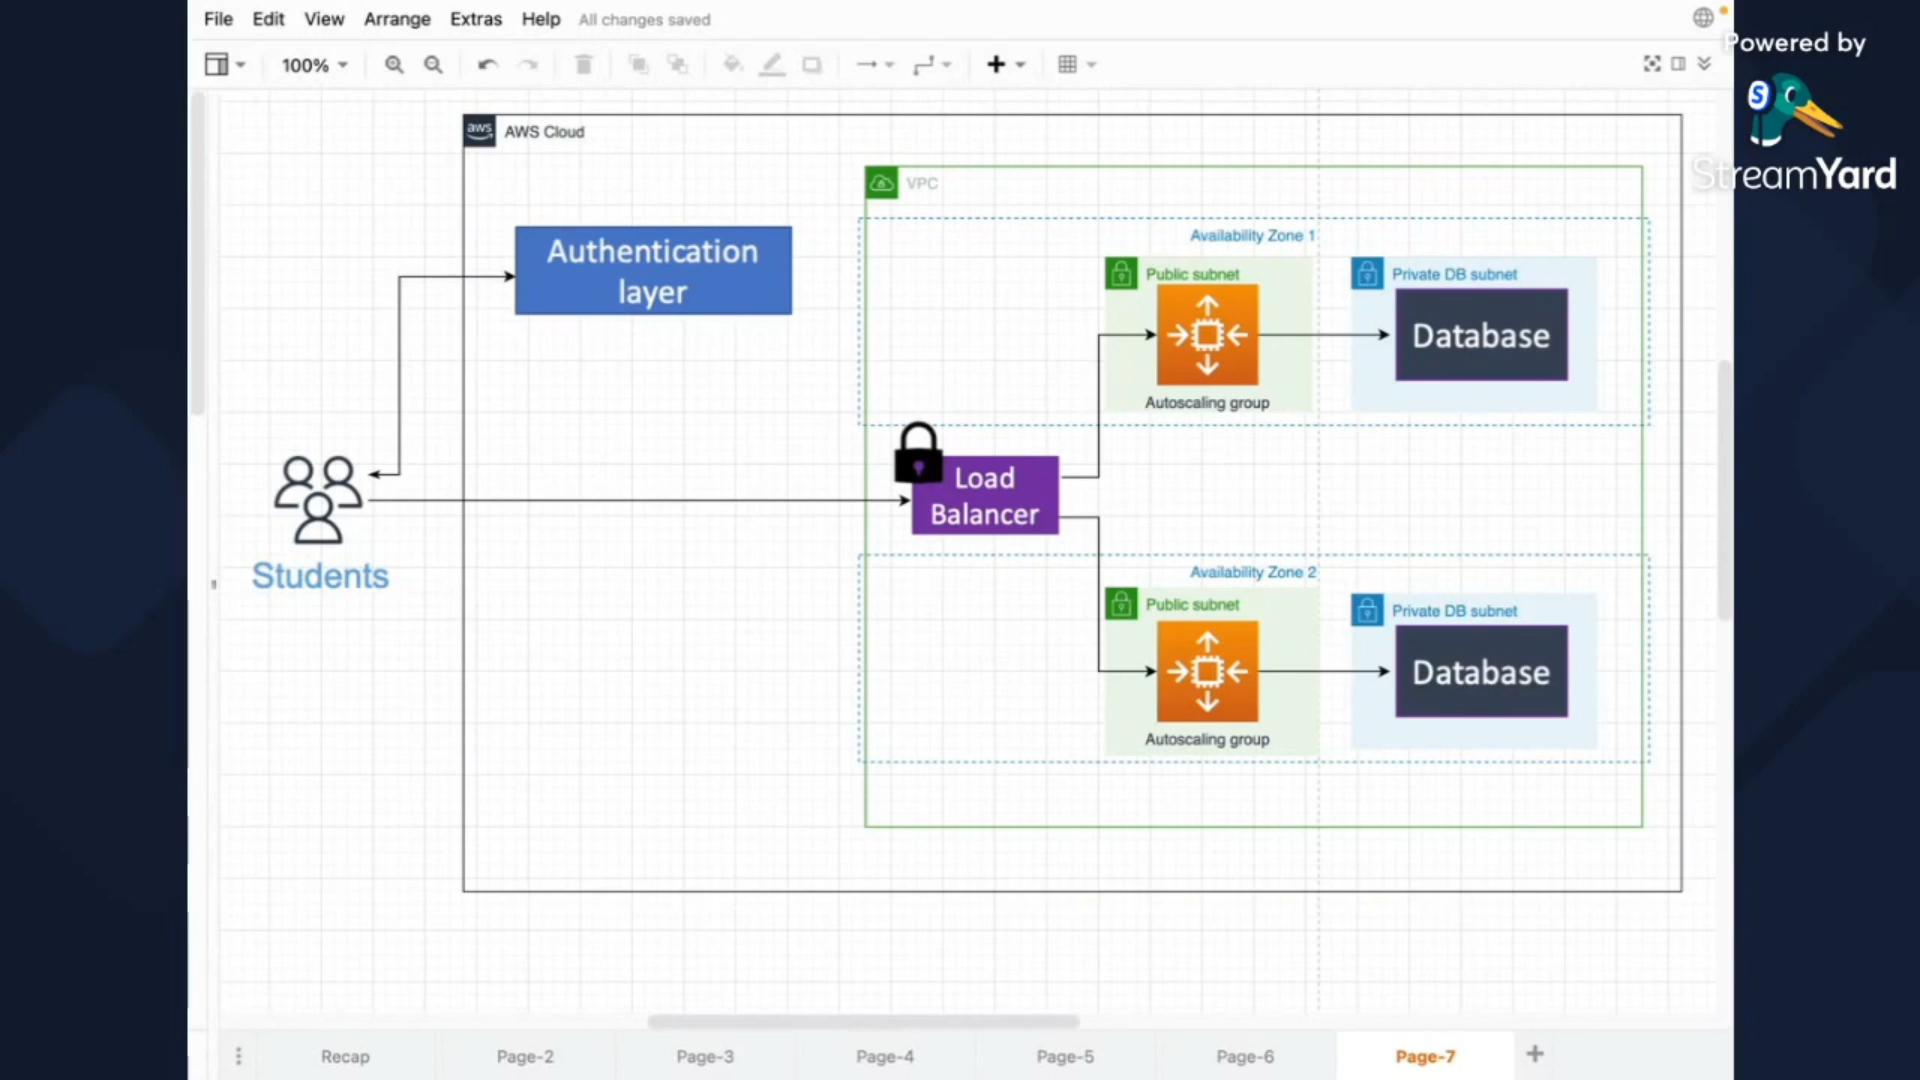 File Edit View Arrange Extras Help All changes saved
100%
Powered by
StreamYard
aws AWS Cloud
VPC
Authentication
layer
Availability Zone 1
Public subnet
Private DB subnet
Database
Autoscaling group
Load
Balancer
Students
Availability Zone 2
Public subnet
Private DB subnet
Database
Autoscaling group
Recap Page-2 Page-3 Page-4 Page-5 Page-6 Page-7